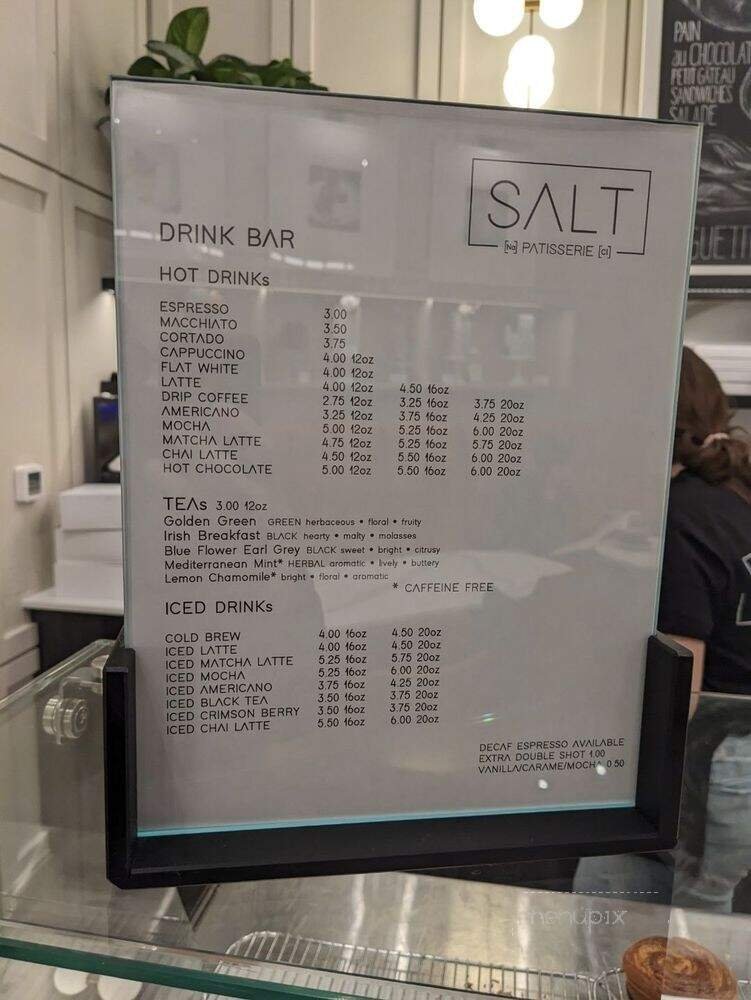 PAIN
au CHOCOLAT
PETIT GATEAU
SANDWICHES
SALADE
SALT
[Na] PATISSERIE [Cl]
DRINK BAR
HOT DRINKs
ESPRESSO 3.00
MACCHIATO 3.50
CORTADO 3.75
CAPPUCCINO 4.00 12oz
FLAT WHITE 4.00 12oz
LATTE 4.00 12oz 4.50 16oz
DRIP COFFEE 2.75 12oz 3.25 16oz 3.75 20oz
AMERICANO 3.25 12oz 3.75 16oz 4.25 20oz
MOCHA 5.00 12oz 5.25 16oz 6.00 20oz
MATCHA LATTE 4.75 12oz 5.25 16oz 5.75 20oz
CHAI LATTE 4.50 12oz 5.50 16oz 6.00 20oz
HOT CHOCOLATE 5.00 12oz 5.50 16oz 6.00 20oz
TEAs 3.00 12oz
Golden Green GREEN herbaceous • floral • fruity
Irish Breakfast BLACK hearty • malty • molasses
Blue Flower Earl Grey BLACK sweet • bright • citrusy
Mediterranean Mint* HERBAL aromatic • lively • buttery
Lemon Chamomile* bright • floral • aromatic
* CAFFEINE FREE
ICED DRINKs
COLD BREW 4.00 16oz 4.50 20oz
ICED LATTE 4.00 16oz 4.50 20oz
ICED MATCHA LATTE 5.25 16oz 5.75 20oz
ICED MOCHA 5.25 16oz 6.00 20oz
ICED AMERICANO 3.75 16oz 4.25 20oz
ICED BLACK TEA 3.50 16oz 3.75 20oz
ICED CRIMSON BERRY 3.50 16oz 3.75 20oz
ICED CHAI LATTE 5.50 16oz 6.00 20oz
DECAF ESPRESSO AVAILABLE
EXTRA DOUBLE SHOT 1.00
VANILLA/CARAME/MOCHA 0.50
menupix